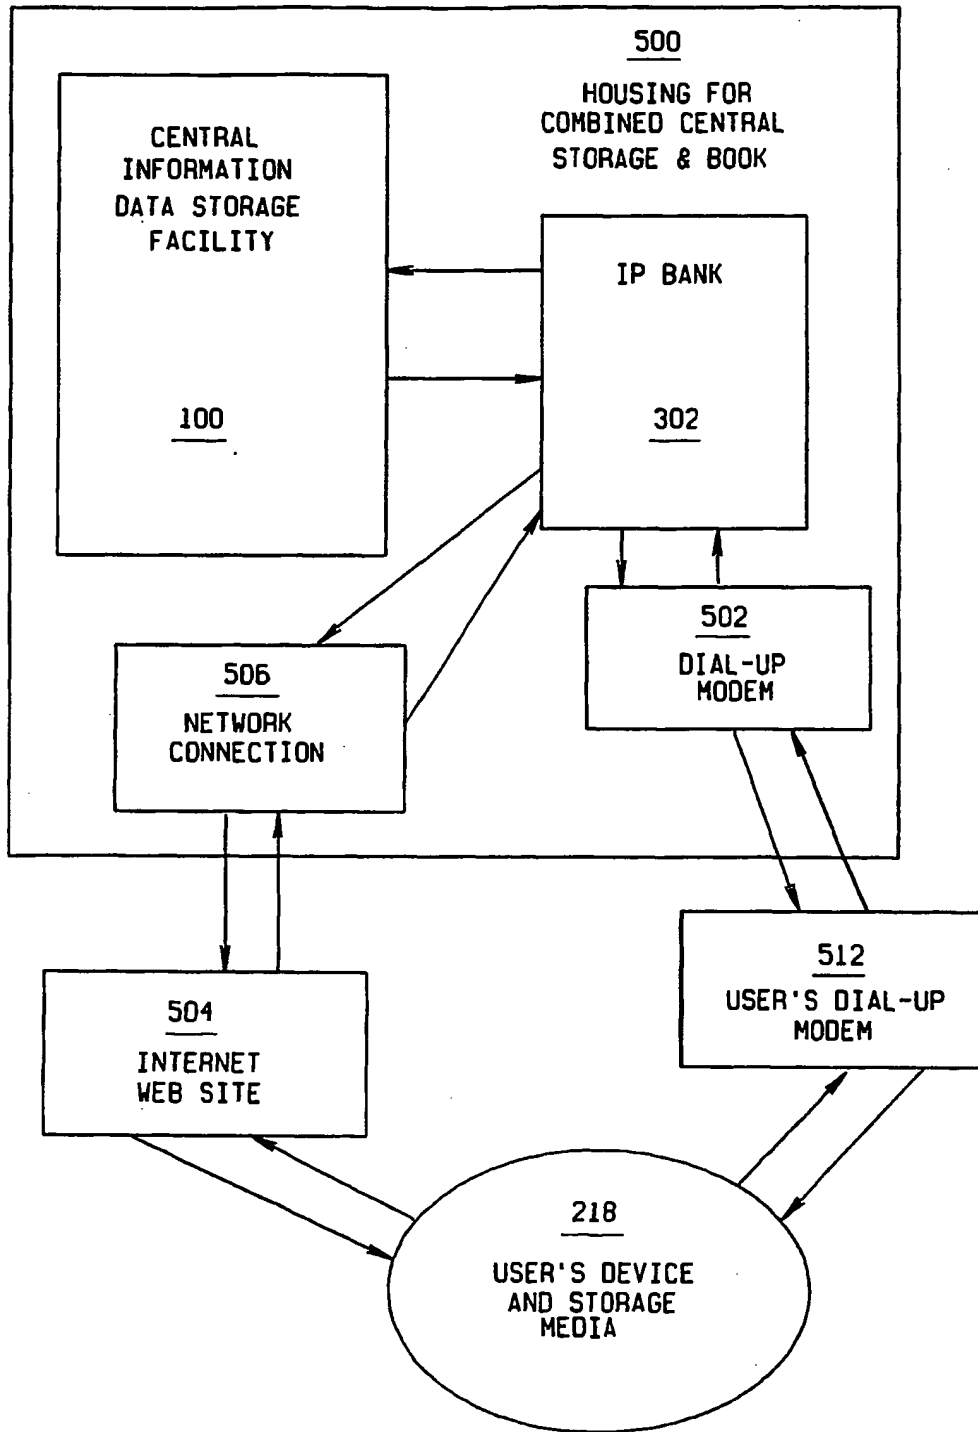 500
HOUSING FOR
COMBINED CENTRAL
STORAGE & BOOK
CENTRAL
INFORMATION
DATA STORAGE
FACILITY
100
IP BANK
302
502
DIAL-UP
MODEM
506
NETWORK
CONNECTION
512
USER'S DIAL-UP
MODEM
504
INTERNET
WEB SITE
218
USER'S DEVICE
AND STORAGE
MEDIA